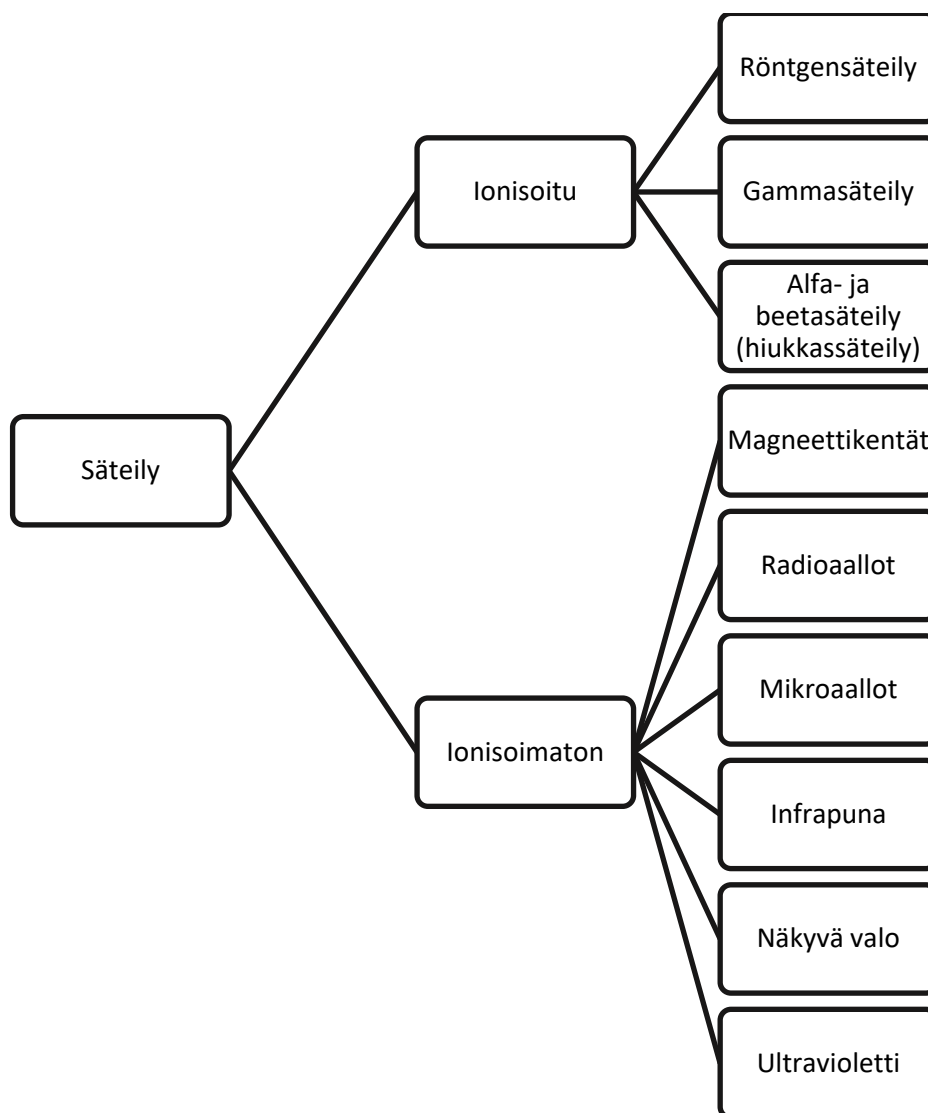 Säteily
Ionisoitu
Röntgensäteily
Gammasäteily
Alfa- ja
beetasäteily
(hiukkassäteily)
Ionisoimaton
Magneettikentät
Radioaallot
Mikroaallot
Infrapuna
Näkyvä valo
Ultravioletti